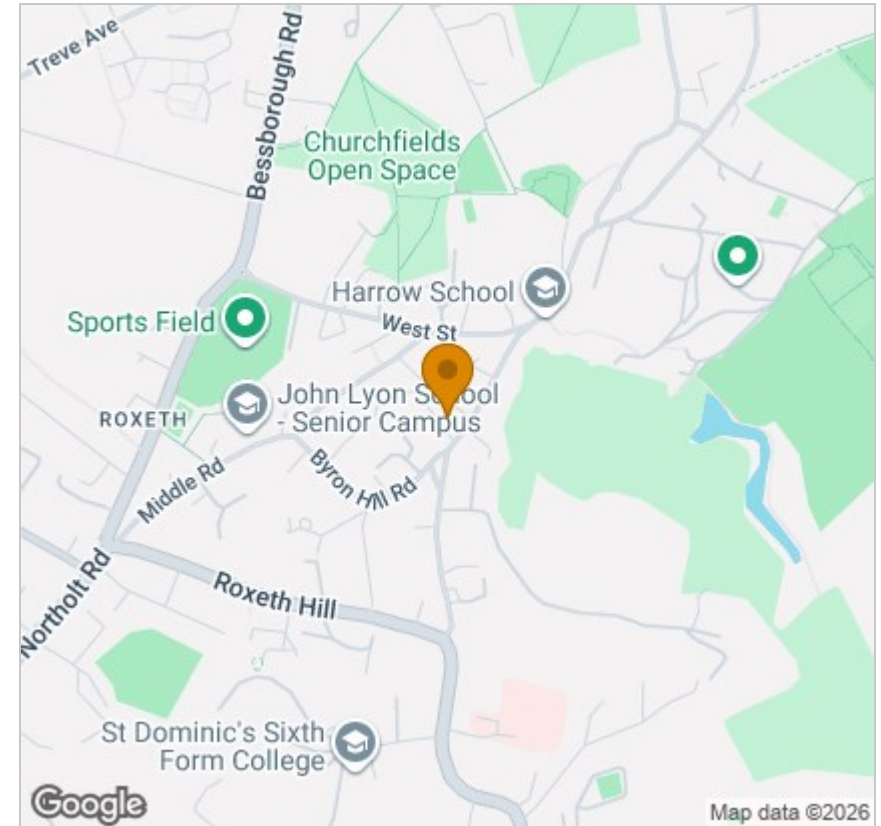 Treve Ave
Bessborough Rd
Churchfields
Open Space
Harrow School
Sports Field
West St
John Lyon School
- Senior Campus
ROXETH
Middle Rd
Byron Hill Rd
Northolt Rd
Roxeth Hill
St Dominic's Sixth
Form College
Google
Map data ©2026